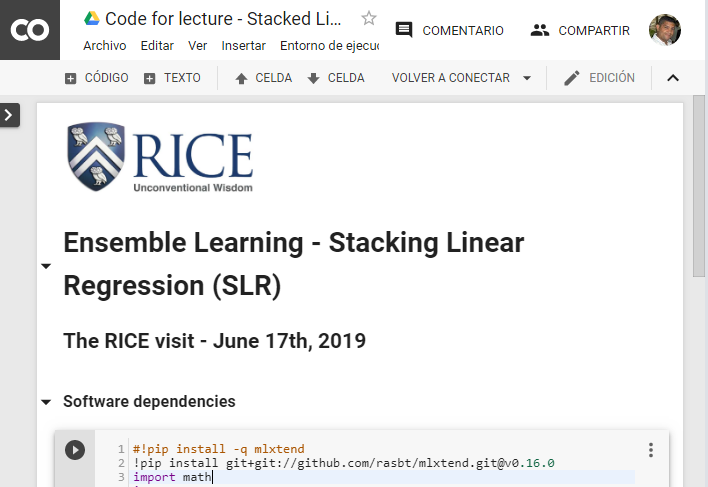 CO
Code for lecture - Stacked Li...
COMENTARIO
COMPARTIR
Archivo Editar Ver Insertar Entorno de ejecuc
CÓDIGO TEXTO CELDA CELDA VOLVER A CONECTAR EDICIÓN
RICE
Unconventional Wisdom
Ensemble Learning - Stacking Linear
Regression (SLR)
The RICE visit - June 17th, 2019
Software dependencies
1 #!pip install -q mlxtend
2 !pip install git+git://github.com/rasbt/mlxtend.git@v0.16.0
3 import math